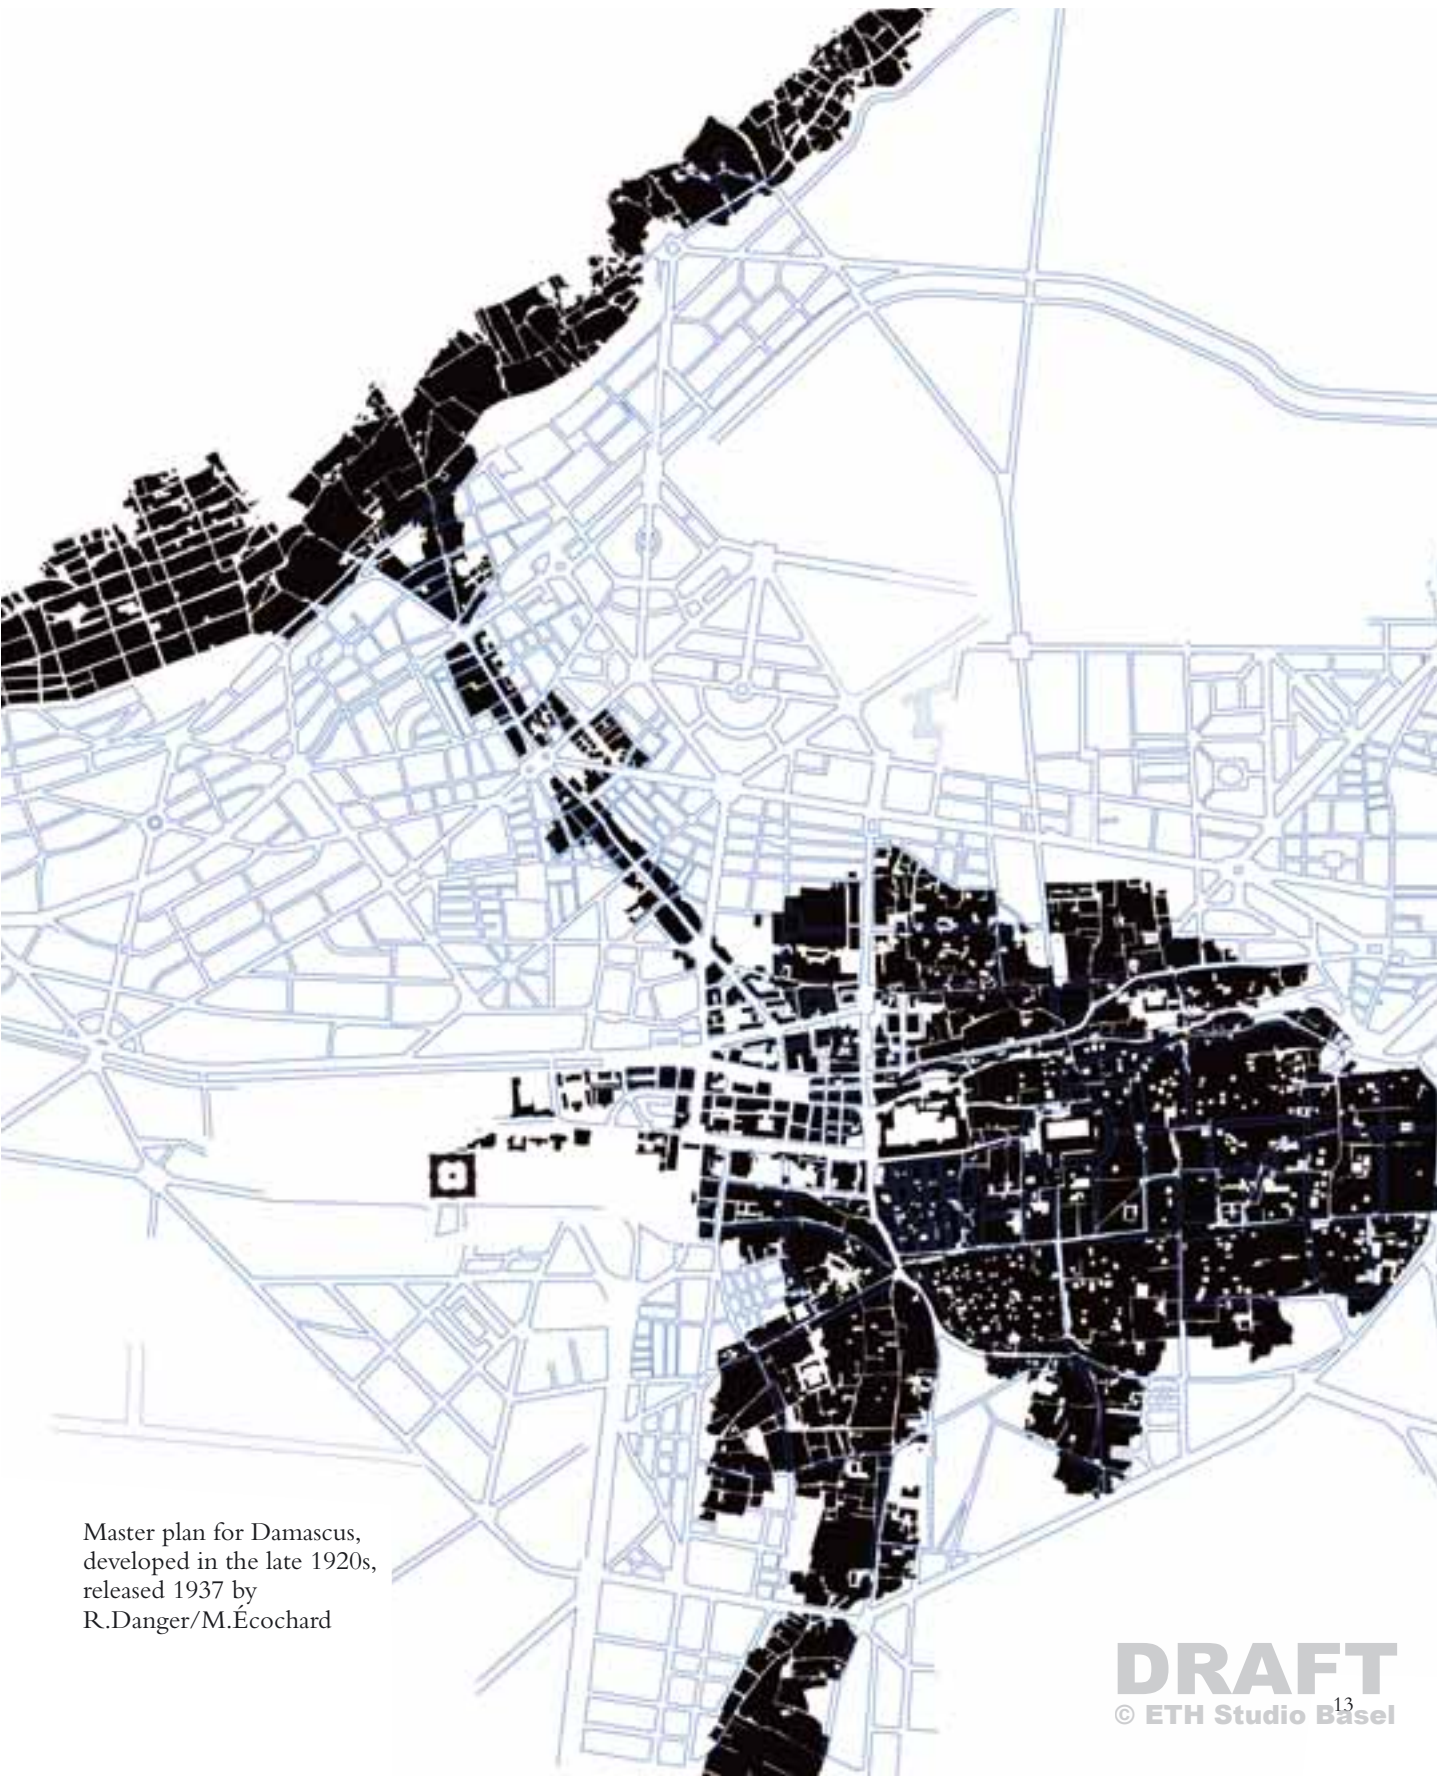 Master plan for Damascus,
developed in the late 1920s,
released 1937 by
R.Danger/M.Écochard
DRAFT
13
© ETH Studio Basel